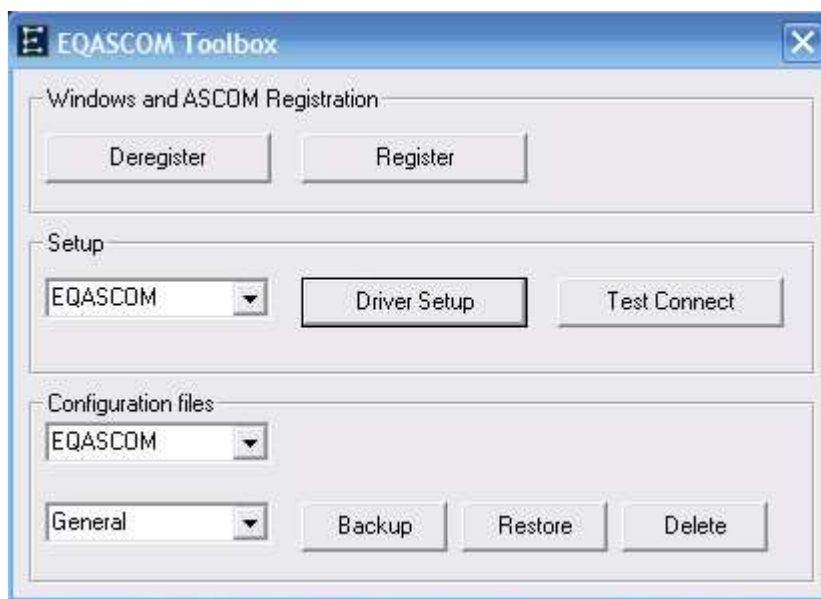 EQASCOM Toolbox
Windows and ASCOM Registration
Deregister Register
Setup
EQASCOM Driver Setup Test Connect
Configuration files
EQASCOM
General Backup Restore Delete